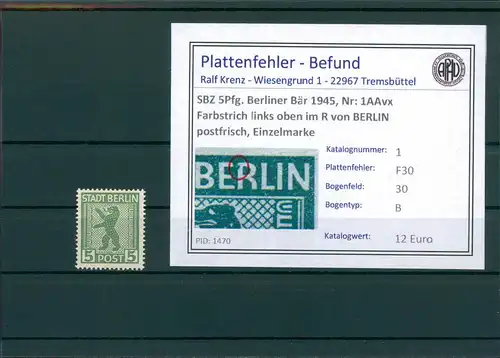 Plattenfehler - Befund
Ralf Krenz - Wiesengrund 1 - 22967 Tremsbüttel
SBZ 5Pfg. Berliner Bär 1945, Nr: 1AAvx
Farbstrich links oben im R von BERLIN
postfrisch, Einzelmarke
Katalognummer: 1
Plattenfehler: F30
Bogenfeld: 30
Bogentyp: B
Katalogwert: 12 Euro
BERLIN
PID: 1470
STADT BERLIN
5 POST 5